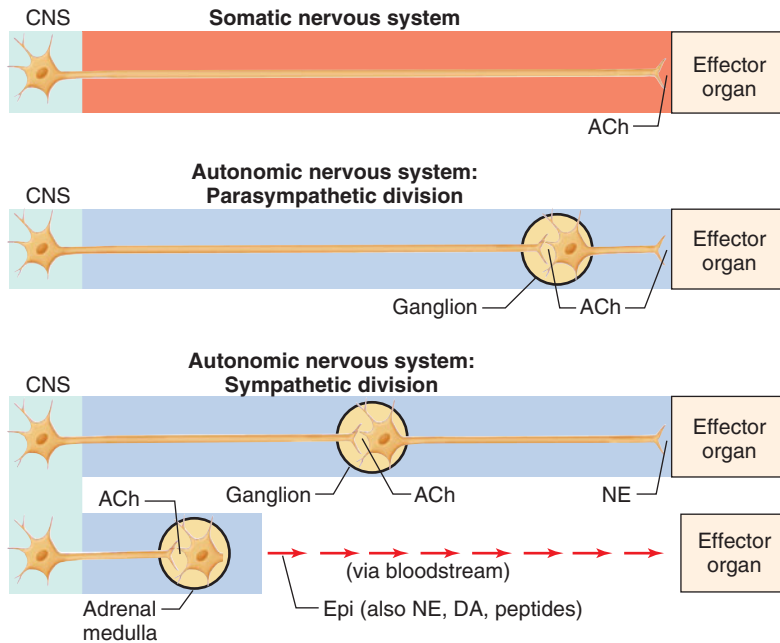 CNS
Somatic nervous system
Effector
organ
ACh
Autonomic nervous system:
Parasympathetic division
CNS
Effector
organ
Ganglion
ACh
Autonomic nervous system:
Sympathetic division
CNS
Effector
organ
Ganglion
ACh
NE
ACh
Effector
organ
(via bloodstream)
Epi (also NE, DA, peptides)
Adrenal
medulla